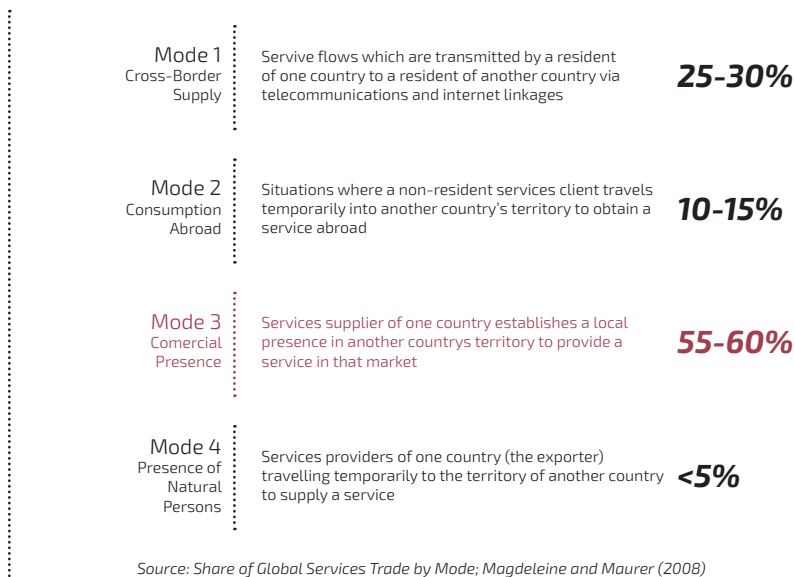 Mode 1
Cross-Border
Supply
Servive flows which are transmitted by a resident
of one country to a resident of another country via
telecommunications and internet linkages
25-30%
Mode 2
Consumption
Abroad
Situations where a non-resident services client travels
temporarily into another country's territory to obtain a
service abroad
10-15%
Mode 3
Comercial
Presence
Services supplier of one country establishes a local
presence in another countrys territory to provide a
service in that market
55-60%
Mode 4
Presence of
Natural
Persons
Services providers of one country (the exporter)
travelling temporarily to the territory of another country
to supply a service
<5%
Source: Share of Global Services Trade by Mode; Magdeleine and Maurer (2008)